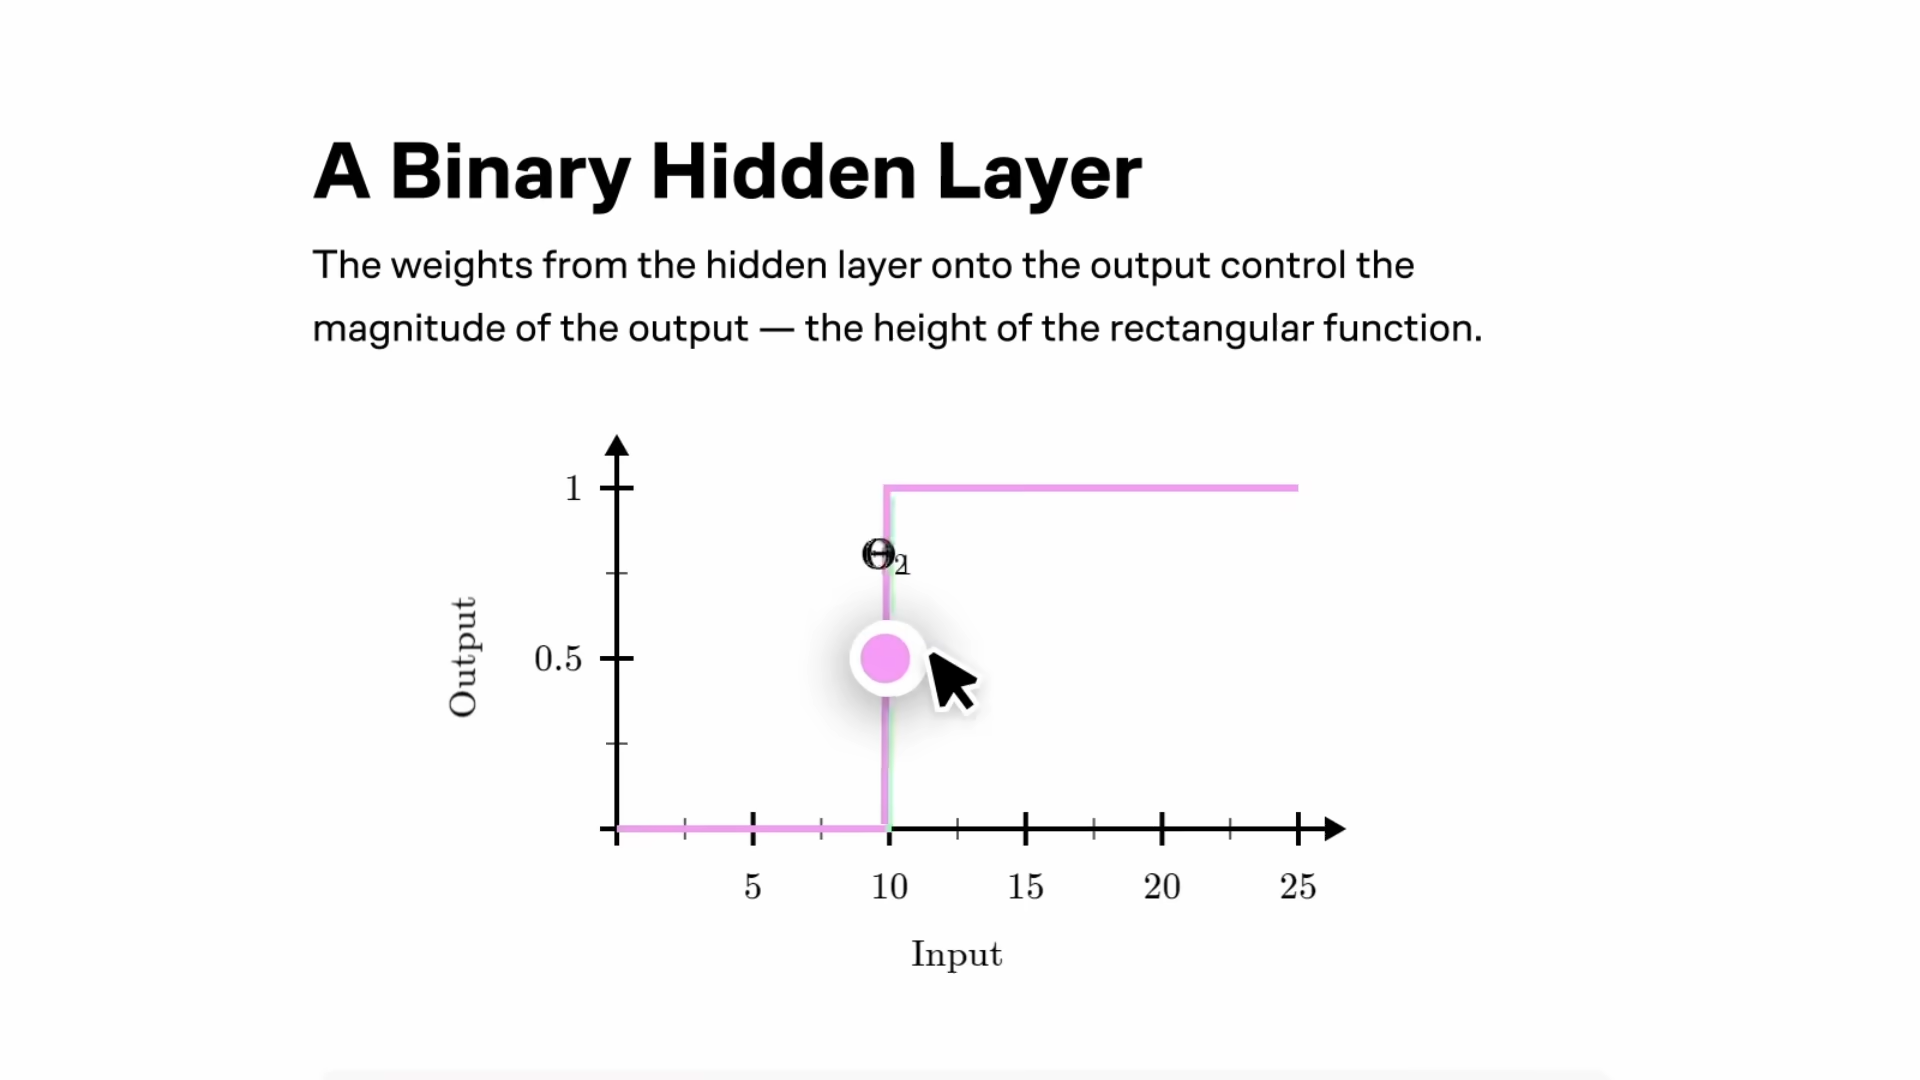 A Binary Hidden Layer
The weights from the hidden layer onto the output control the
magnitude of the output — the height of the rectangular function.
1
0.5
Output
5 10 15 20 25
Input